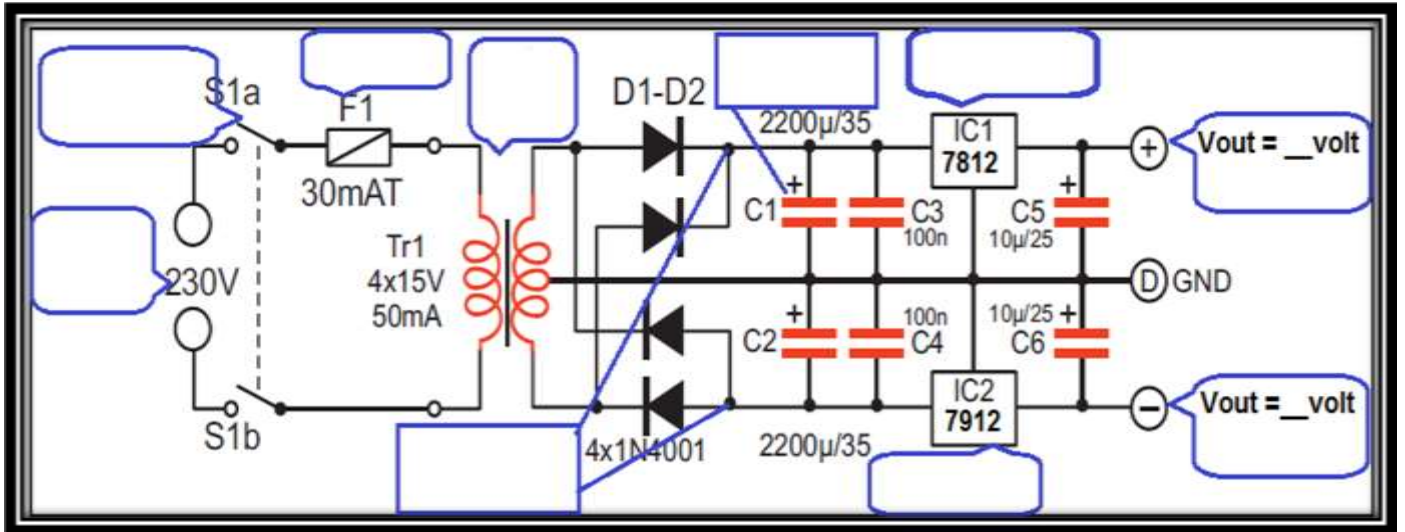 S1a
F1
30mAT
230V
S1b
Tr1
4x15V
50mA
D1-D2
4x1N4001
2200µ/35
+
C1
C3
100n
IC1
7812
+
C5
10µ/25
+
Vout = __volt
D GND
+
C2
100n
C4
10µ/25 +
C6
2200µ/35
IC2
7912
−
Vout =__volt